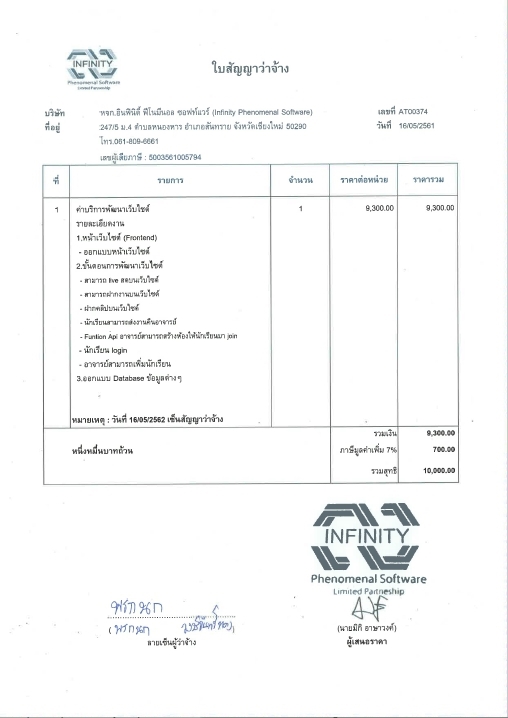 INFINITY
Phenomenal Software
Limited Partnership
ใบสัญญาว่าจ้าง
บริษัท หจก.อินฟินิตี้ ฟีโนมีนอล ซอฟท์แวร์ (Infinity Phenomenal Software) เลขที่ AT00374
ที่อยู่ 247/5 ม.4 ตำบลหนองหาร อำเภอสันทราย จังหวัดเชียงใหม่ 50290 วันที่ 16/05/2561
โทร.061-809-6661
เลขผู้เสียภาษี : 5003561005794
ที่ รายการ จำนวน ราคาต่อหน่วย ราคารวม
1 ค่าบริการพัฒนาเว็บไซต์ 1 9,300.00 9,300.00
รายละเอียดงาน
1.หน้าเว็บไซต์ (Frontend)
- ออกแบบหน้าเว็บไซต์
2.ขั้นตอนการพัฒนาเว็บไซต์
- สามารถ live สดบนเว็บไซต์
- สามารถฝากงานบนเว็บไซต์
- ฝากคลิปบนเว็บไซต์
- นักเรียนสามารถส่งงานคืนอาจารย์
- Funtion Api อาจารย์สามารถสร้างห้องให้นักเรียนมา join
- นักเรียน login
- อาจารย์สามารถเพิ่มนักเรียน
3.ออกแบบ Database ข้อมูลต่างๆ
หมายเหตุ : วันที่ 16/05/2562 เซ็นสัญญาว่าจ้าง
รวมเงิน 9,300.00
หนึ่งหมื่นบาทถ้วน ภาษีมูลค่าเพิ่ม 7% 700.00
รวมสุทธิ 10,000.00
INFINITY
Phenomenal Software
Limited Partnership
พรกนก
(พรกนก
ลายเซ็นผู้ว่าจ้าง
(นายมีกิ อาษาวงศ์)
ผู้เสนอราคา